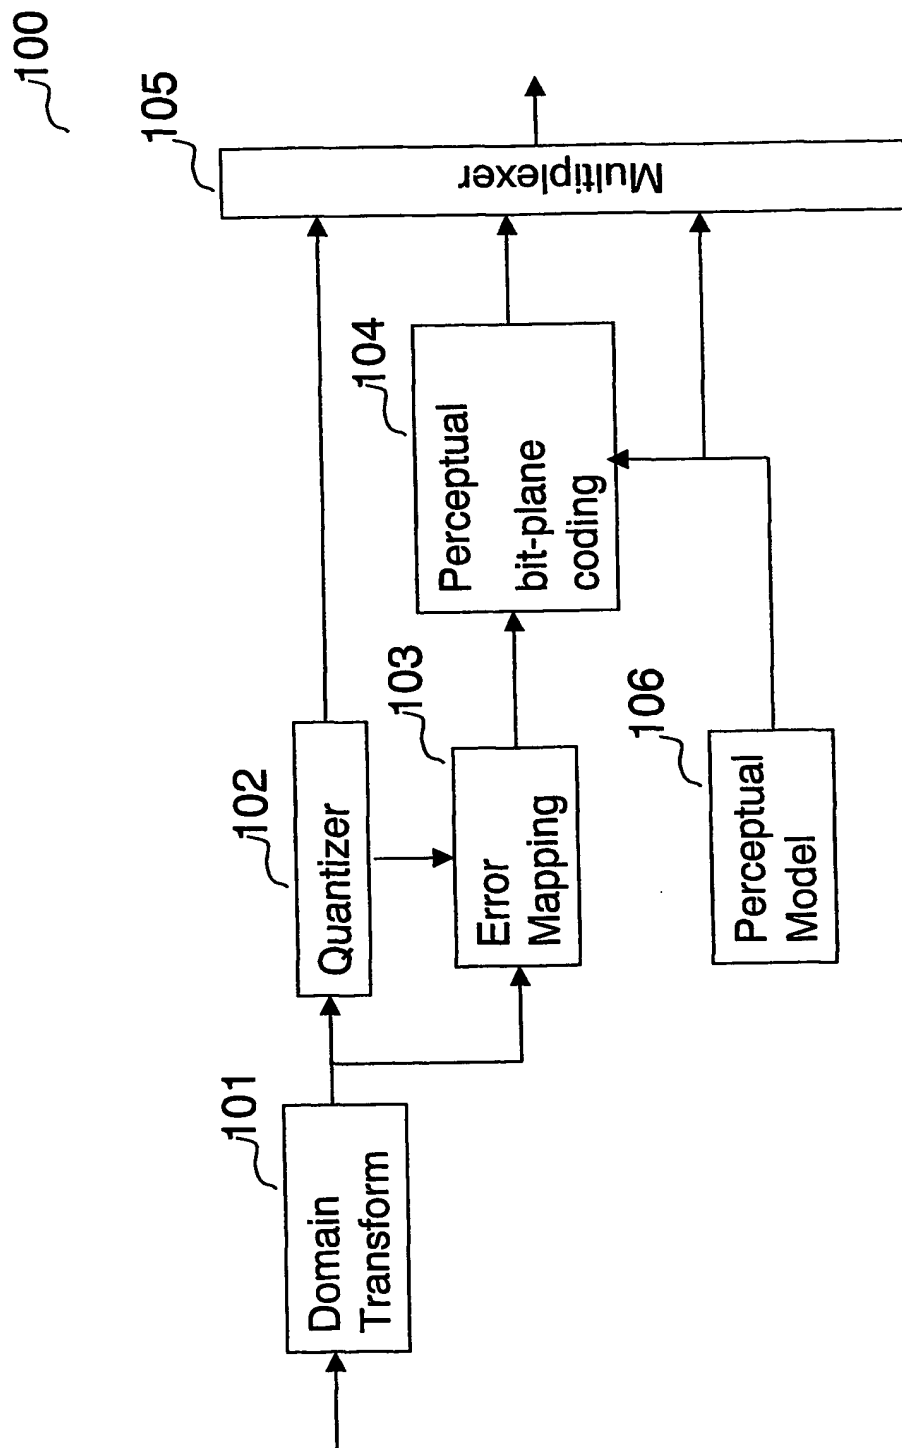 100
101
Domain
Transform
102
Quantizer
103
Error
Mapping
104
Perceptual
bit-plane
coding
105
Multiplexer
106
Perceptual
Model